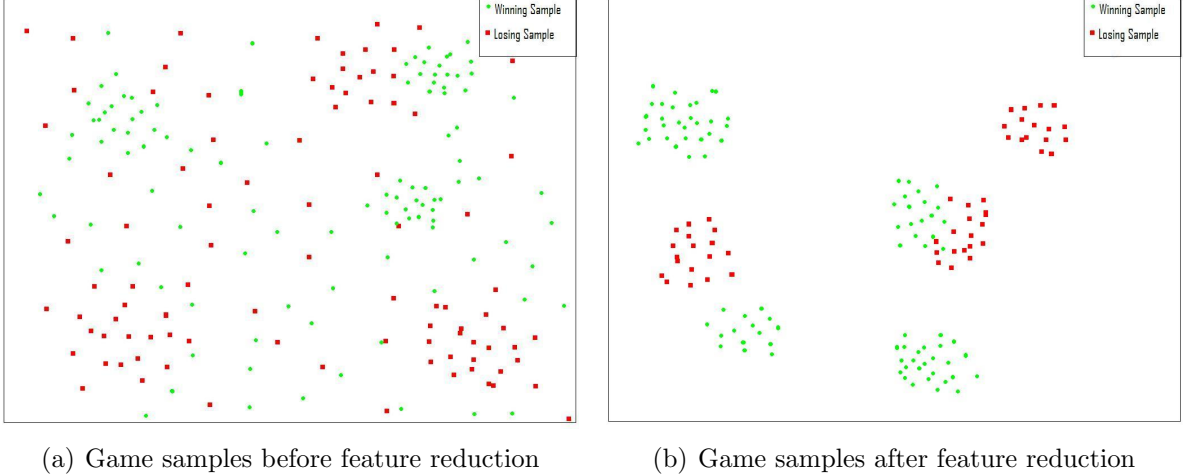 Winning Sample
Losing Sample
Winning Sample
Losing Sample
(a) Game samples before feature reduction
(b) Game samples after feature reduction